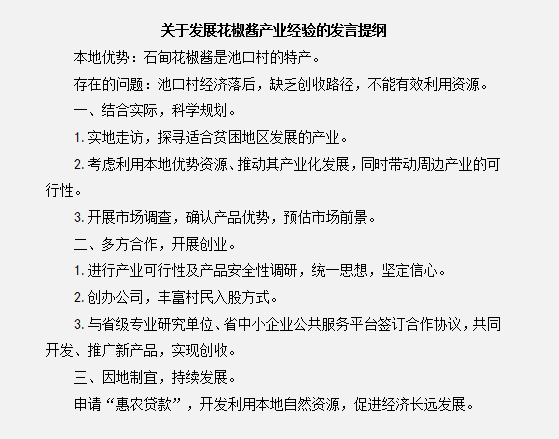 关于发展花椒酱产业经验的发言提纲
本地优势：石甸花椒酱是池口村的特产。
存在的问题：池口村经济落后，缺乏创收路径，不能有效利用资源。
一、结合实际，科学规划。
1.实地走访，探寻适合贫困地区发展的产业。
2.考虑利用本地优势资源、推动其产业化发展，同时带动周边产业的可
行性。
3.开展市场调查，确认产品优势，预估市场前景。
二、多方合作，开展创业。
1.进行产业可行性及产品安全性调研，统一思想，坚定信心。
2.创办公司，丰富村民入股方式。
3.与省级专业研究单位、省中小企业公共服务平台签订合作协议，共同
开发、推广新产品，实现创收。
三、因地制宜，持续发展。
申请“惠农贷款”，开发利用本地自然资源，促进经济长远发展。